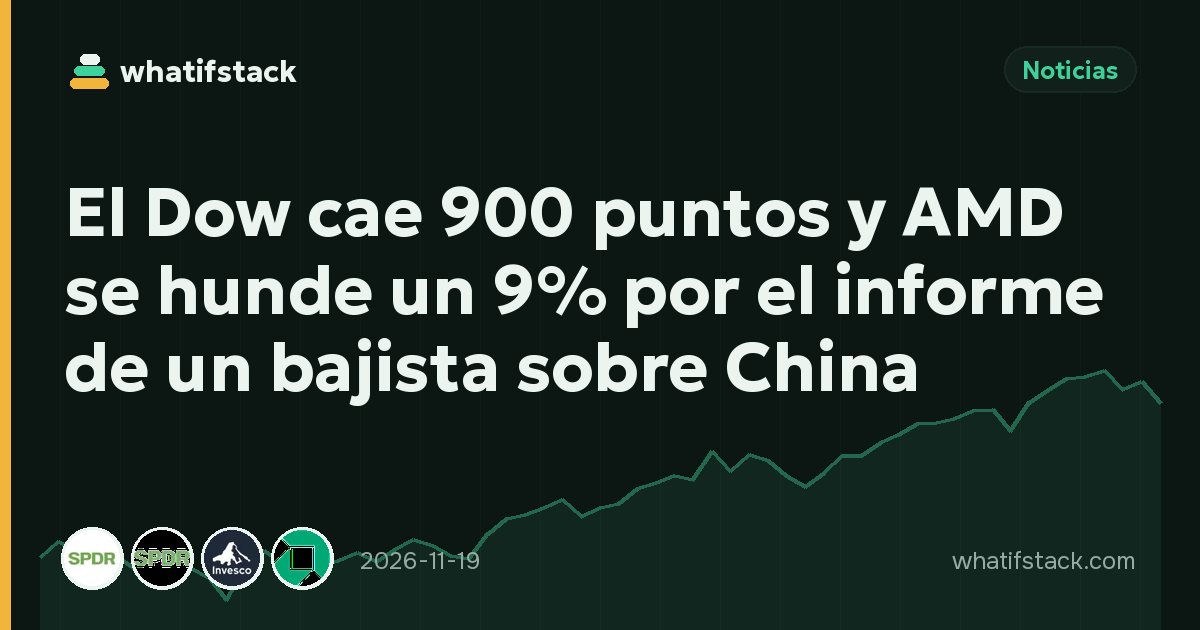 whatifstack
Noticias
El Dow cae 900 puntos y AMD
se hunde un 9% por el informe
de un bajista sobre China
SPDR
SPDR
Invesco
2026-11-19
whatifstack.com